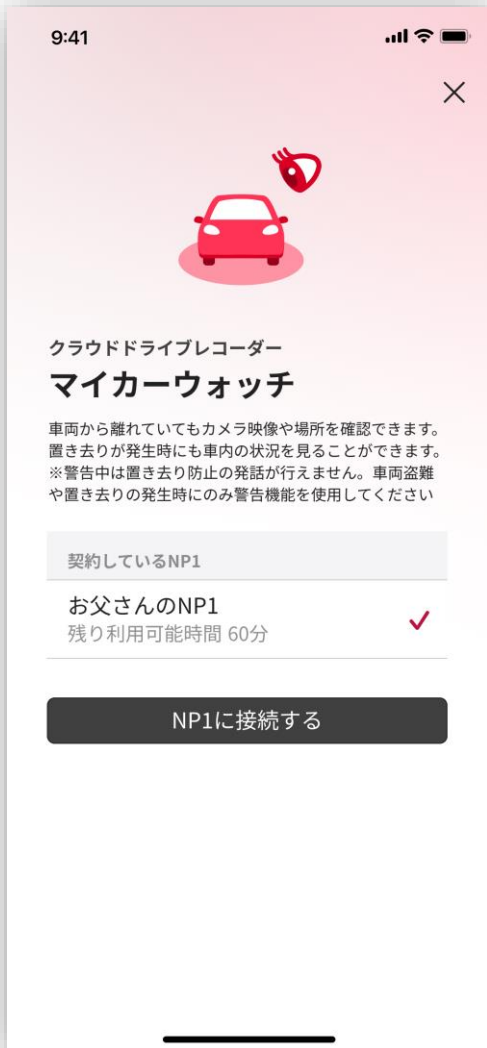 9:41
クラウドドライブレコーダー
マイカーウォッチ
車両から離れていてもカメラ映像や場所を確認できます。
置き去りが発生時にも車内の状況を見ることができます。
※警告中は置き去り防止の発話が行えません。車両盗難
や置き去りの発生時にのみ警告機能を使用してください
契約しているNP1
お父さんのNP1
残り利用可能時間 60分
NP1に接続する